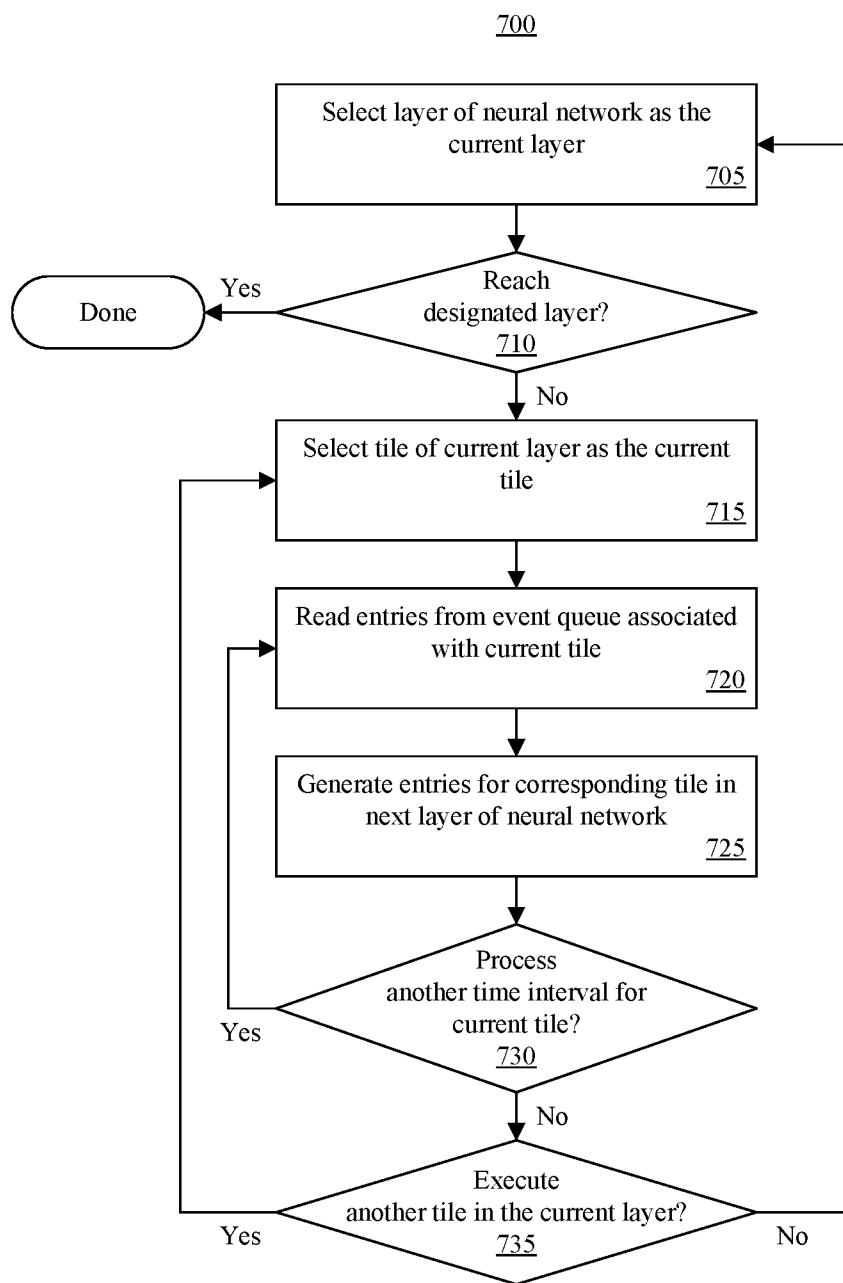 700
Select layer of neural network as the
current layer
705
Reach
designated layer?
710
Yes
Done
No
Select tile of current layer as the current
tile
715
Read entries from event queue associated
with current tile
720
Generate entries for corresponding tile in
next layer of neural network
725
Process
another time interval for
current tile?
730
Yes
No
Execute
another tile in the current layer?
735
Yes
No